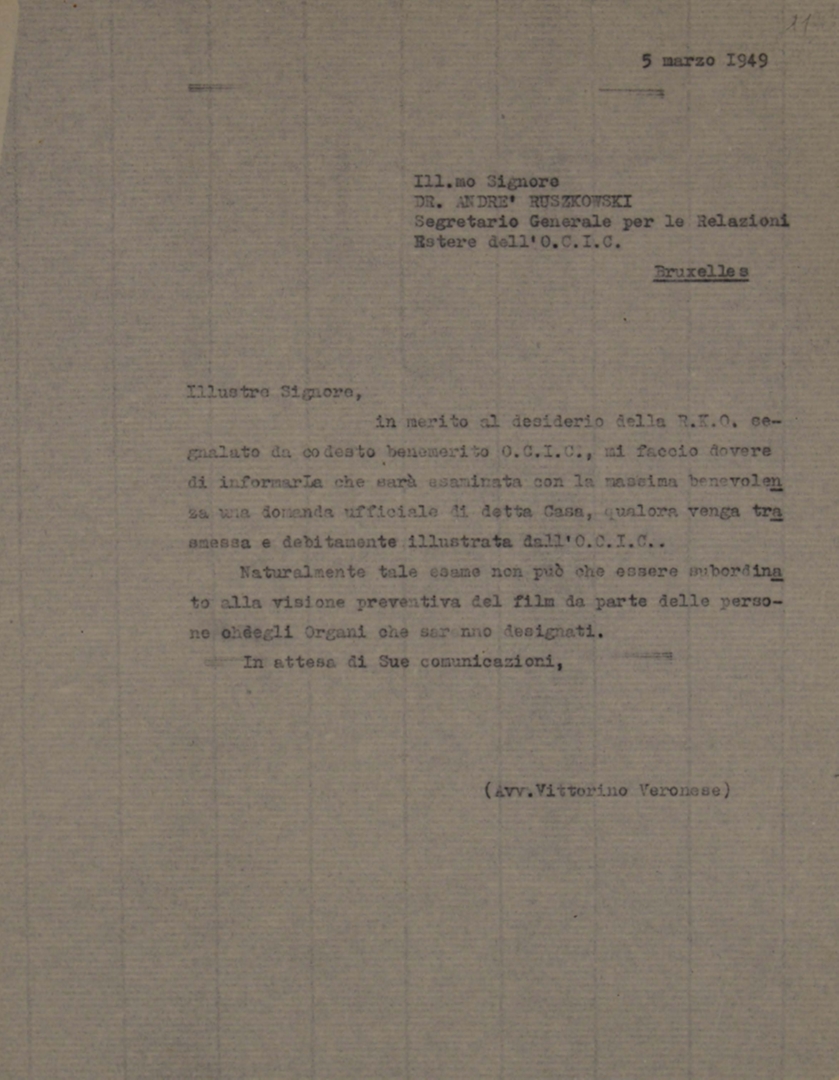 5 marzo I949
Ill.mo Signore
DR. ANDRE' RUSZKOWSKI
Segretario Generale per le Relazioni
Estere dell'O.C.I.C.
Bruxelles
Illustre Signore,
in merito al desiderio della R.K.O. se-
gnalato da codesto benemerito O.C.I.C., mi faccio dovere
di informarLa che sarà esaminata con la massima benevolen
za una domanda ufficiale di detta Casa, qualora venga tra
smessa e debitamente illustrata dall'O.C.I.C..
Naturalmente tale esame non può che essere subordina
to alla visione preventiva del film da parte delle perso-
ne ohdegli Organi che saranno designati.
In attesa di Sue comunicazioni,
(Avv.Vittorino Veronese)